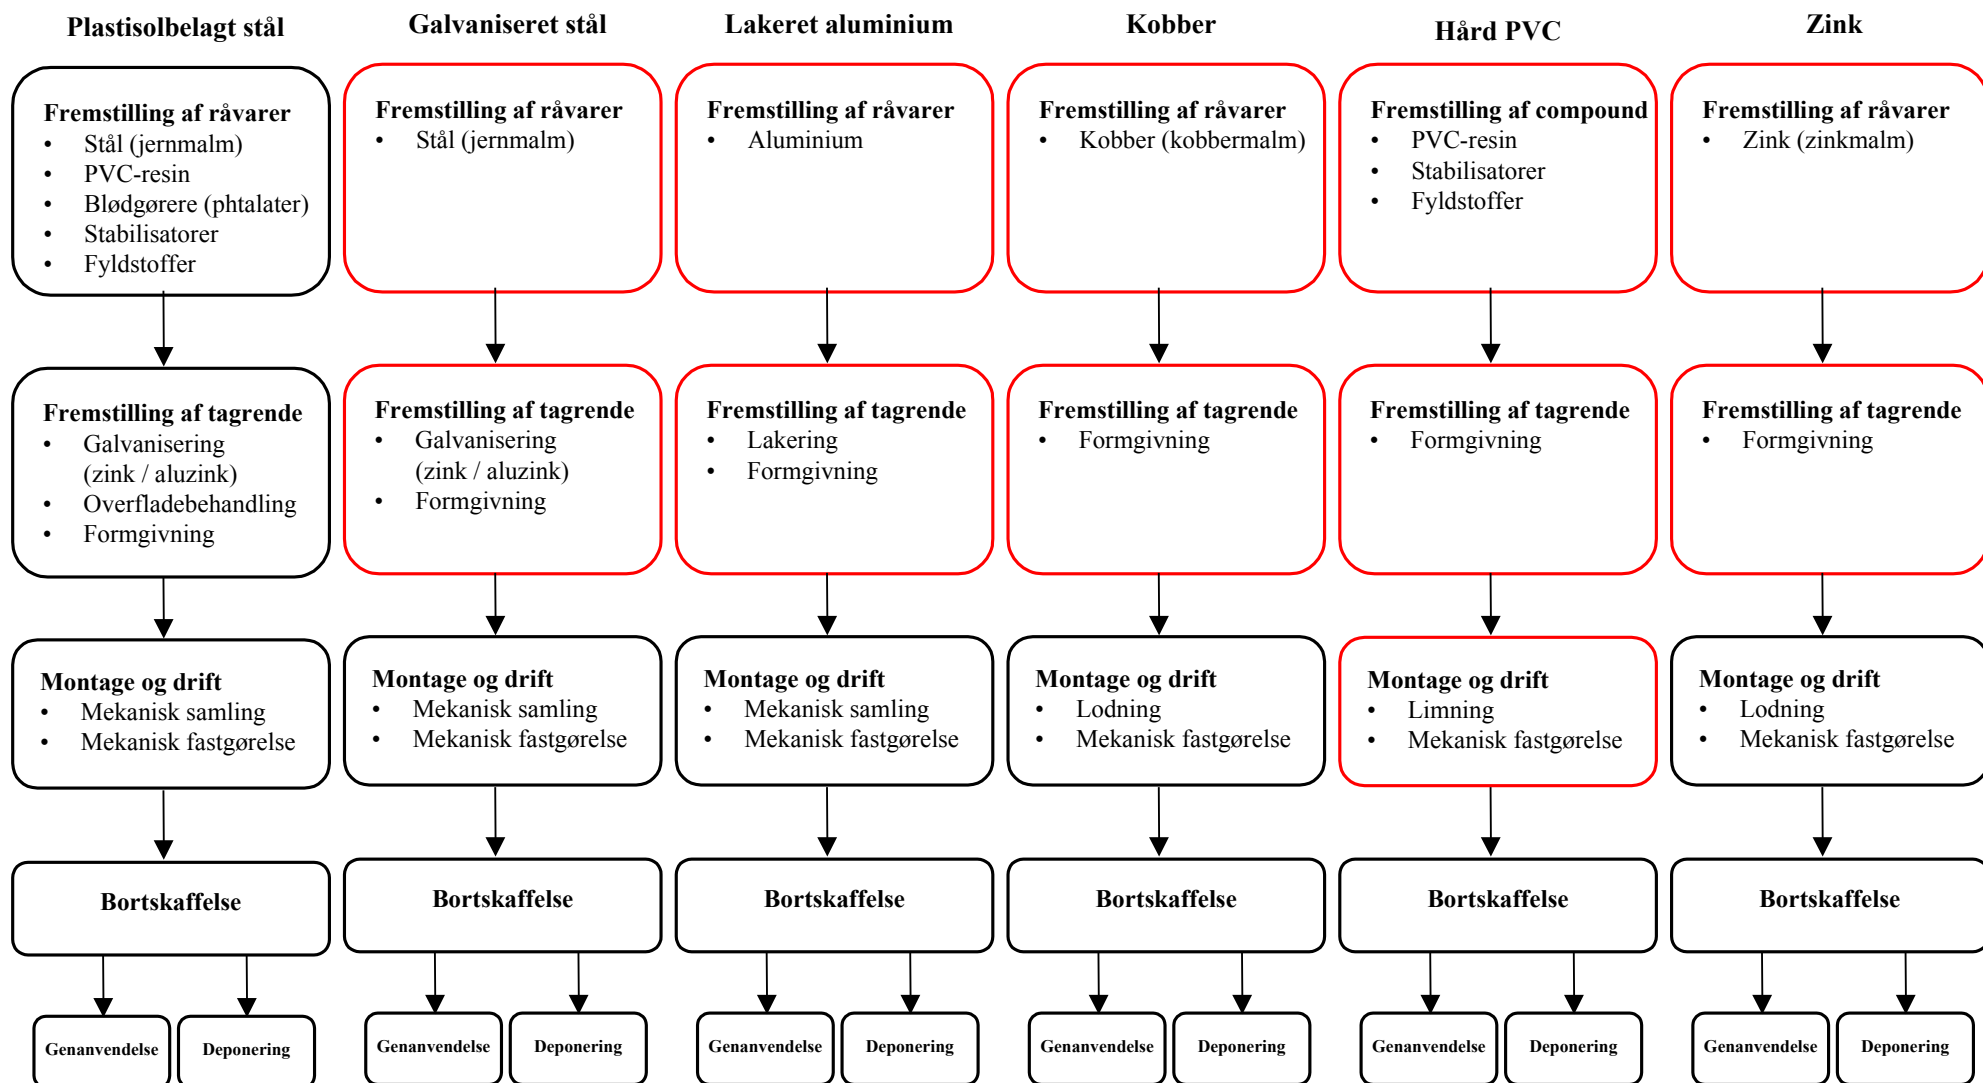 Plastisolbelagt stål
Fremstilling af råvarer
• Stål (jernmalm)
• PVC-resin
• Blødgørere (phtalater)
• Stabilisatorer
• Fyldstoffer
Fremstilling af tagrende
• Galvanisering
(zink / aluzink)
• Overfladebehandling
• Formgivning
Montage og drift
• Mekanisk samling
• Mekanisk fastgørelse
Bortskaffelse
Genanvendelse
Deponering
Galvaniseret stål
Fremstilling af råvarer
• Stål (jernmalm)
Fremstilling af tagrende
• Galvanisering
(zink / aluzink)
• Formgivning
Montage og drift
• Mekanisk samling
• Mekanisk fastgørelse
Bortskaffelse
Genanvendelse
Deponering
Lakeret aluminium
Fremstilling af råvarer
• Aluminium
Fremstilling af tagrende
• Lakering
• Formgivning
Montage og drift
• Mekanisk samling
• Mekanisk fastgørelse
Bortskaffelse
Genanvendelse
Deponering
Kobber
Fremstilling af råvarer
• Kobber (kobbermalm)
Fremstilling af tagrende
• Formgivning
Montage og drift
• Lodning
• Mekanisk fastgørelse
Bortskaffelse
Genanvendelse
Deponering
Hård PVC
Fremstilling af compound
• PVC-resin
• Stabilisatorer
• Fyldstoffer
Fremstilling af tagrende
• Formgivning
Montage og drift
• Limning
• Mekanisk fastgørelse
Bortskaffelse
Genanvendelse
Deponering
Zink
Fremstilling af råvarer
• Zink (zinkmalm)
Fremstilling af tagrende
• Formgivning
Montage og drift
• Lodning
• Mekanisk fastgørelse
Bortskaffelse
Genanvendelse
Deponering